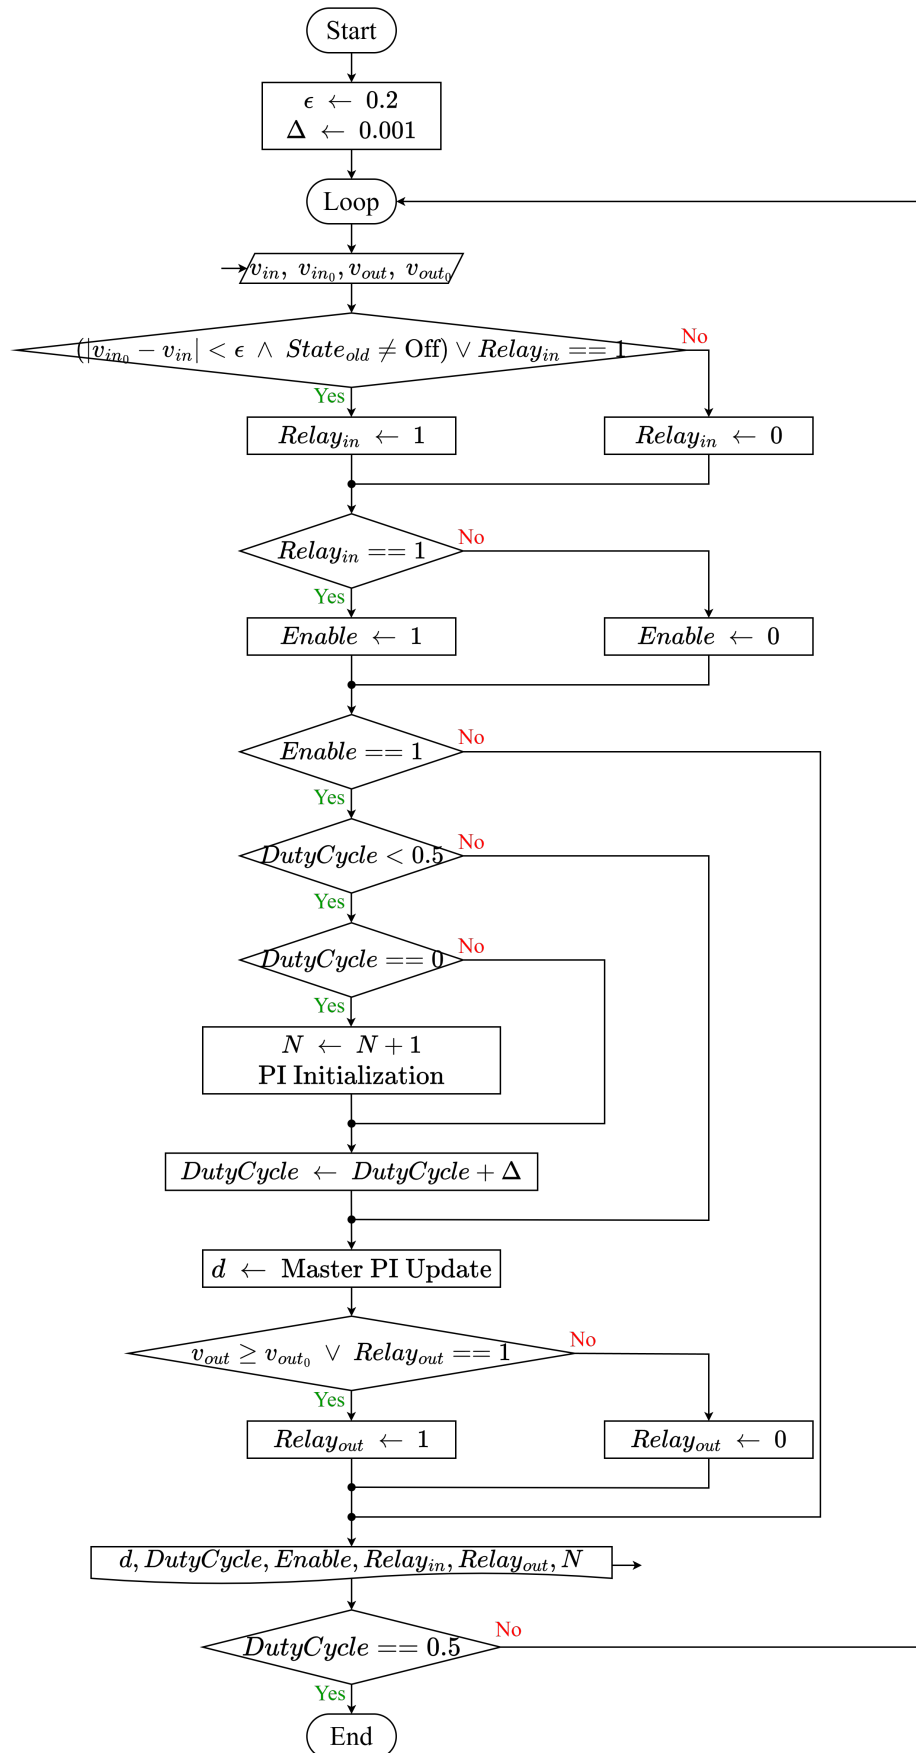 Start
ϵ ← 0.2
Δ ← 0.001
Loop
v_in, v_in₀, v_out, v_out₀
(|v_in₀ − v_in| < ϵ ∧ State_old ≠ Off) ∨ Relay_in == 1
No
Yes
Relay_in ← 1
Relay_in ← 0
Relay_in == 1
No
Yes
Enable ← 1
Enable ← 0
Enable == 1
No
Yes
DutyCycle < 0.5
No
Yes
DutyCycle == 0
No
Yes
N ← N + 1
PI Initialization
DutyCycle ← DutyCycle + Δ
d ← Master PI Update
v_out ≥ v_out₀ ∨ Relay_out == 1
No
Yes
Relay_out ← 1
Relay_out ← 0
d, DutyCycle, Enable, Relay_in, Relay_out, N
DutyCycle == 0.5
No
Yes
End